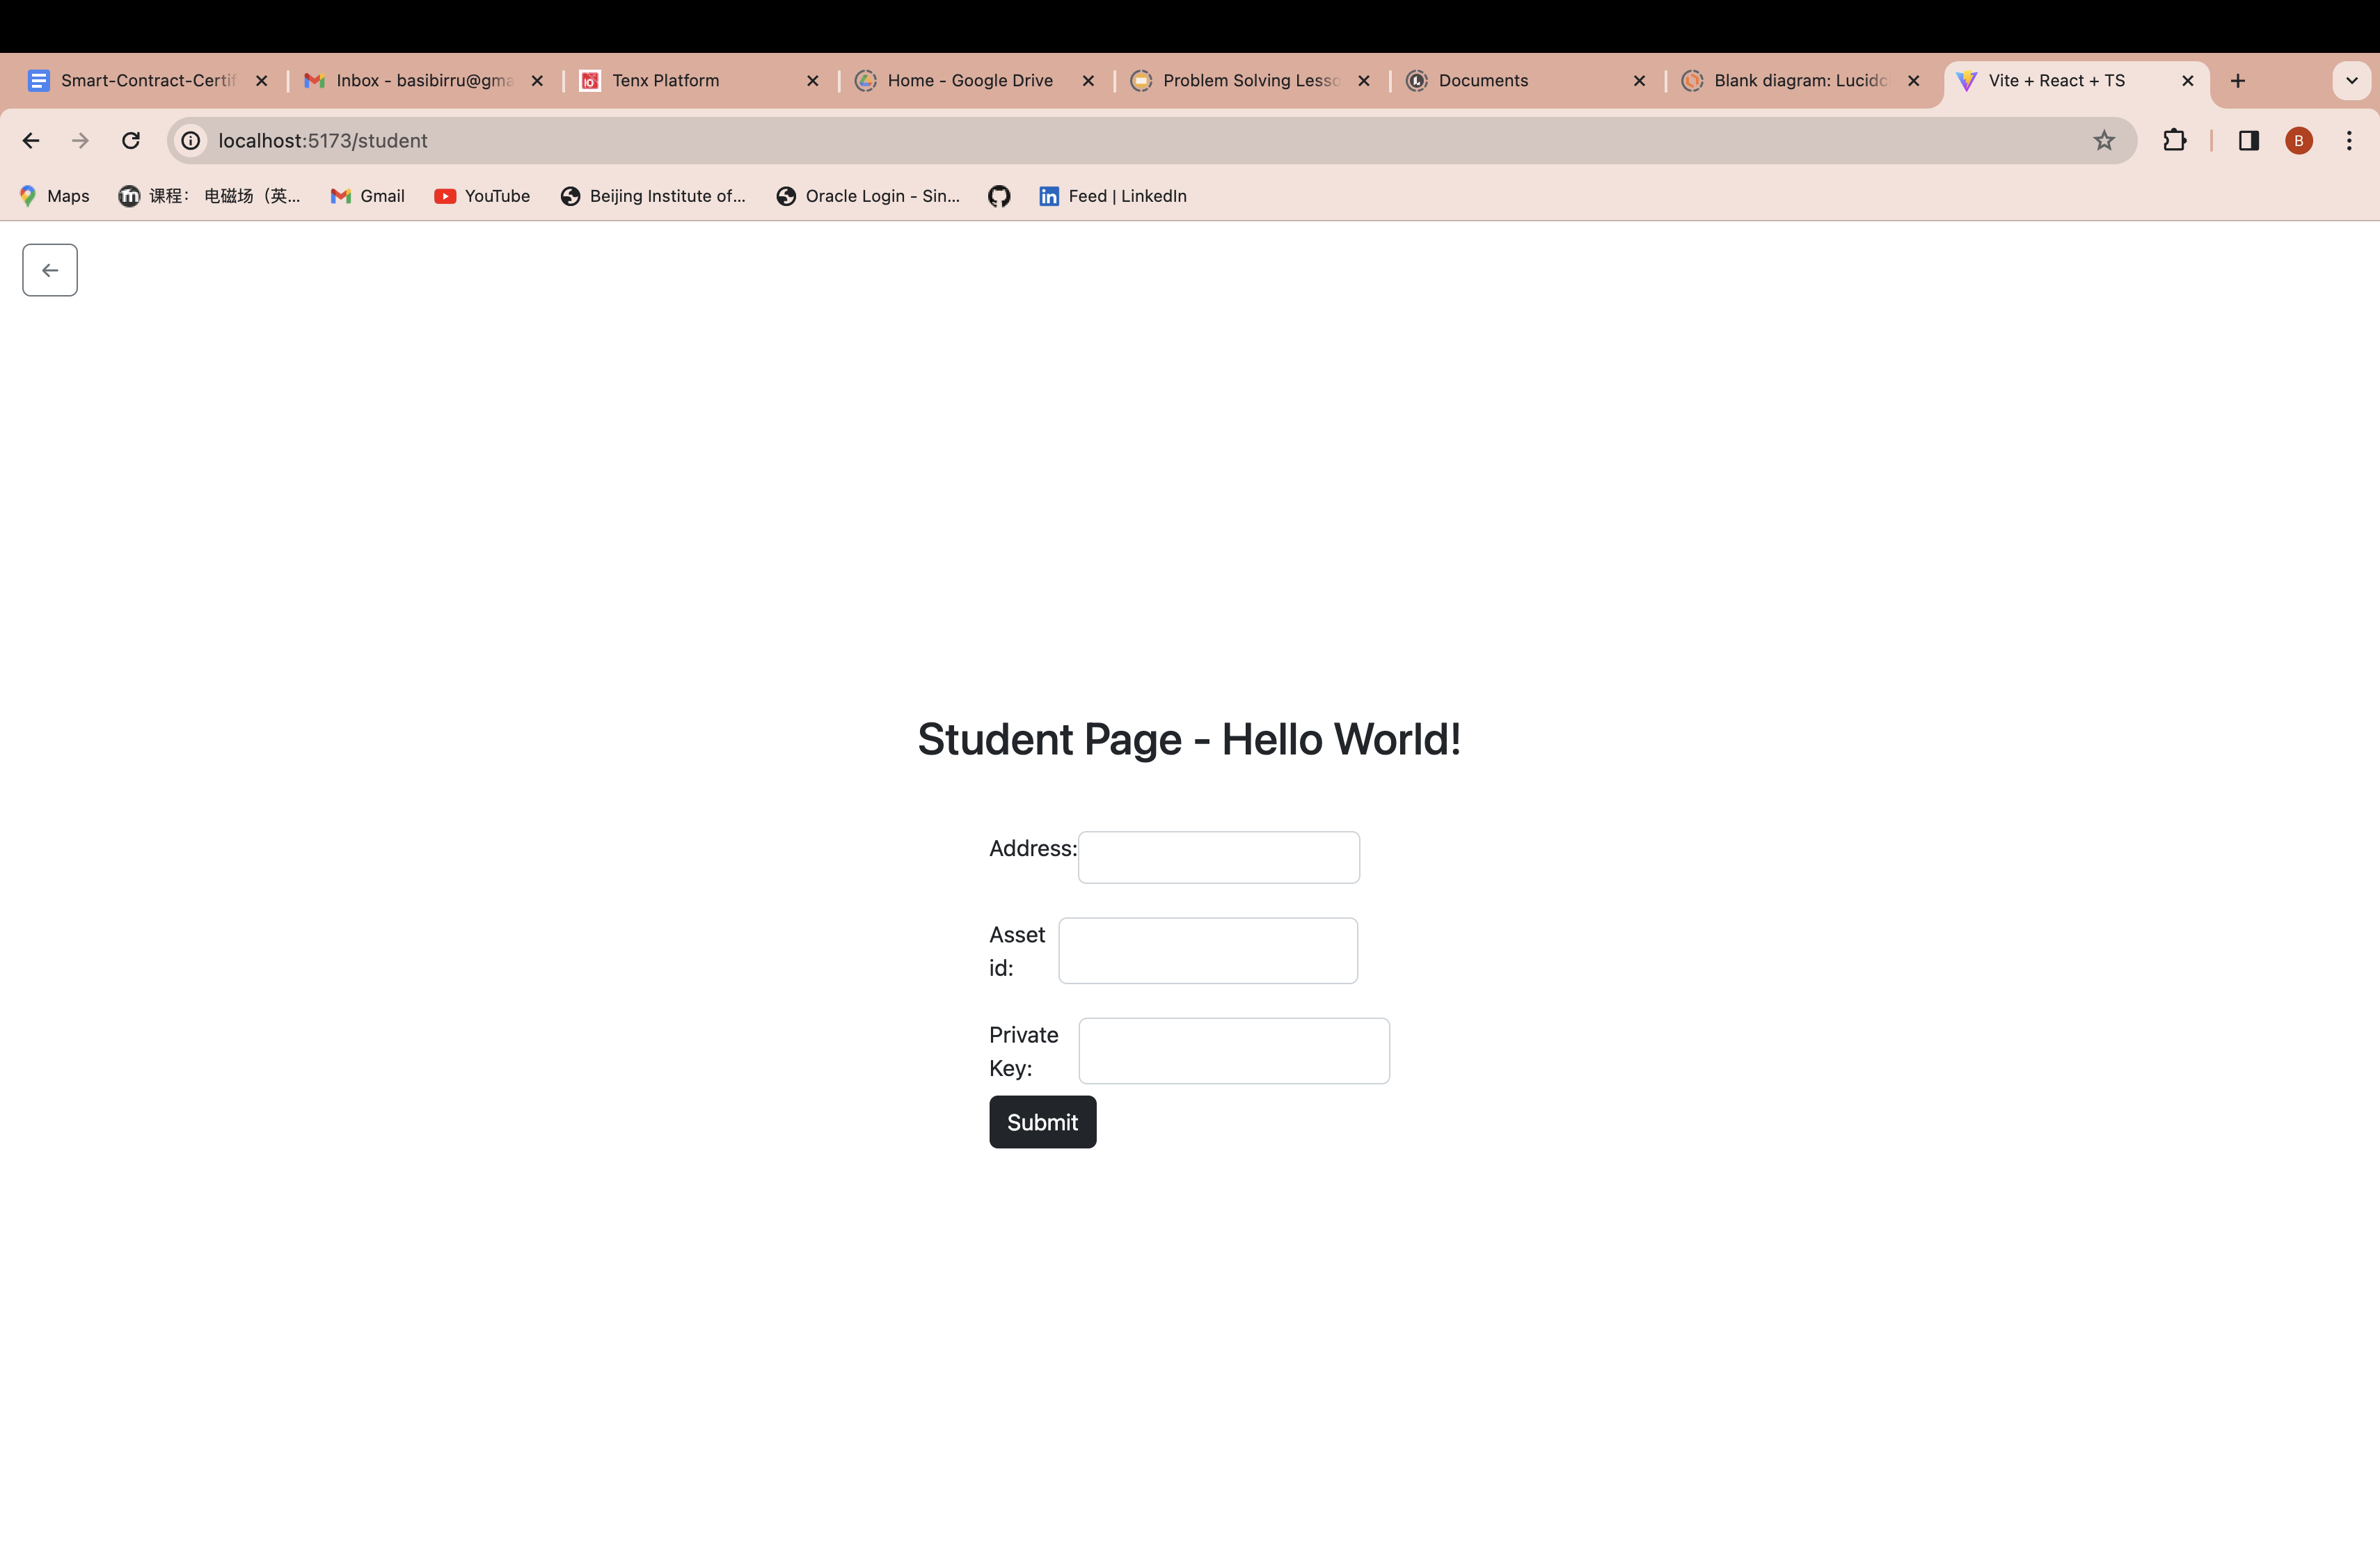 Smart-Contract-Certif
Inbox - basibirru@gma
Tenx Platform
Home - Google Drive
Problem Solving Lesso
Documents
Blank diagram: Lucidc
Vite + React + TS
localhost:5173/student
B
Maps
课程： 电磁场（英...
Gmail
YouTube
Beijing Institute of...
Oracle Login - Sin...
Feed | LinkedIn
Student Page - Hello World!
Address:
Asset
id:
Private
Key:
Submit